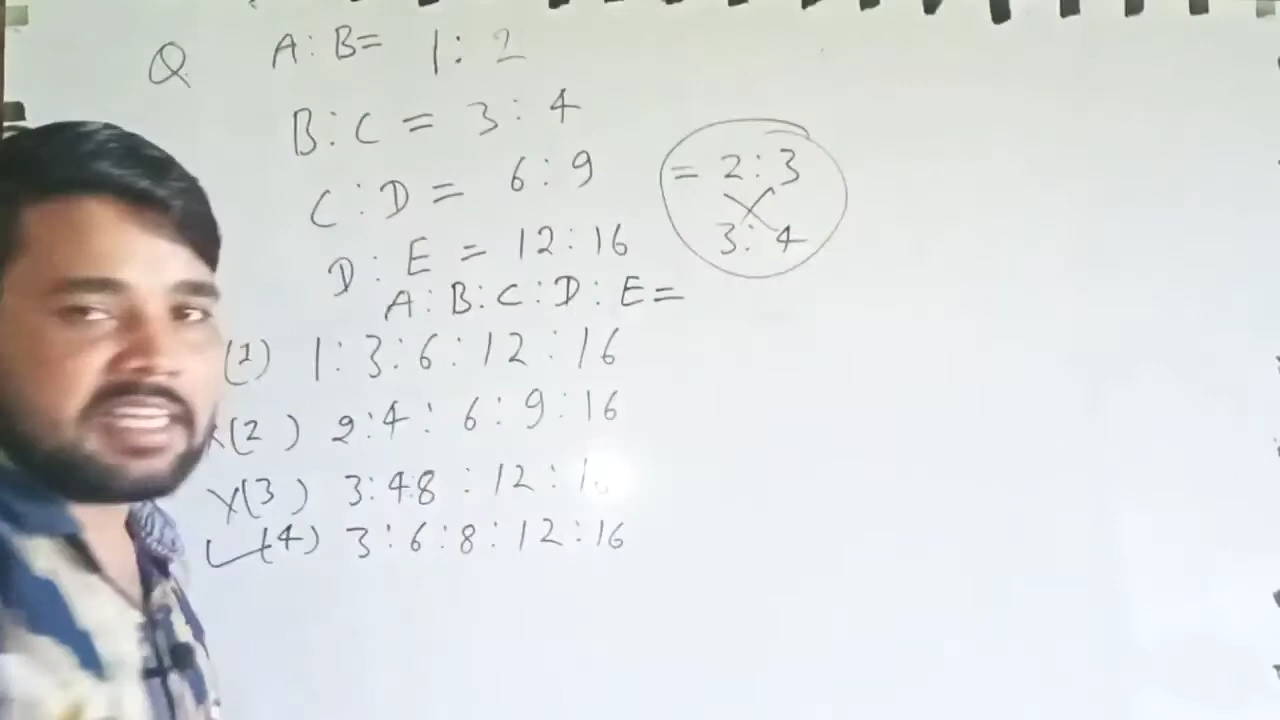 Q A : B = 1 : 2
B : C = 3 : 4
C : D = 6 : 9 = 2 : 3
3 : 4
D : E = 12 : 16
A : B : C : D : E =
(1) 1 : 3 : 6 : 12 : 16
x(2) 2 : 4 : 6 : 9 : 16
x(3) 3 : 4 : 8 : 12 :
✓(4) 3 : 6 : 8 : 12 : 16